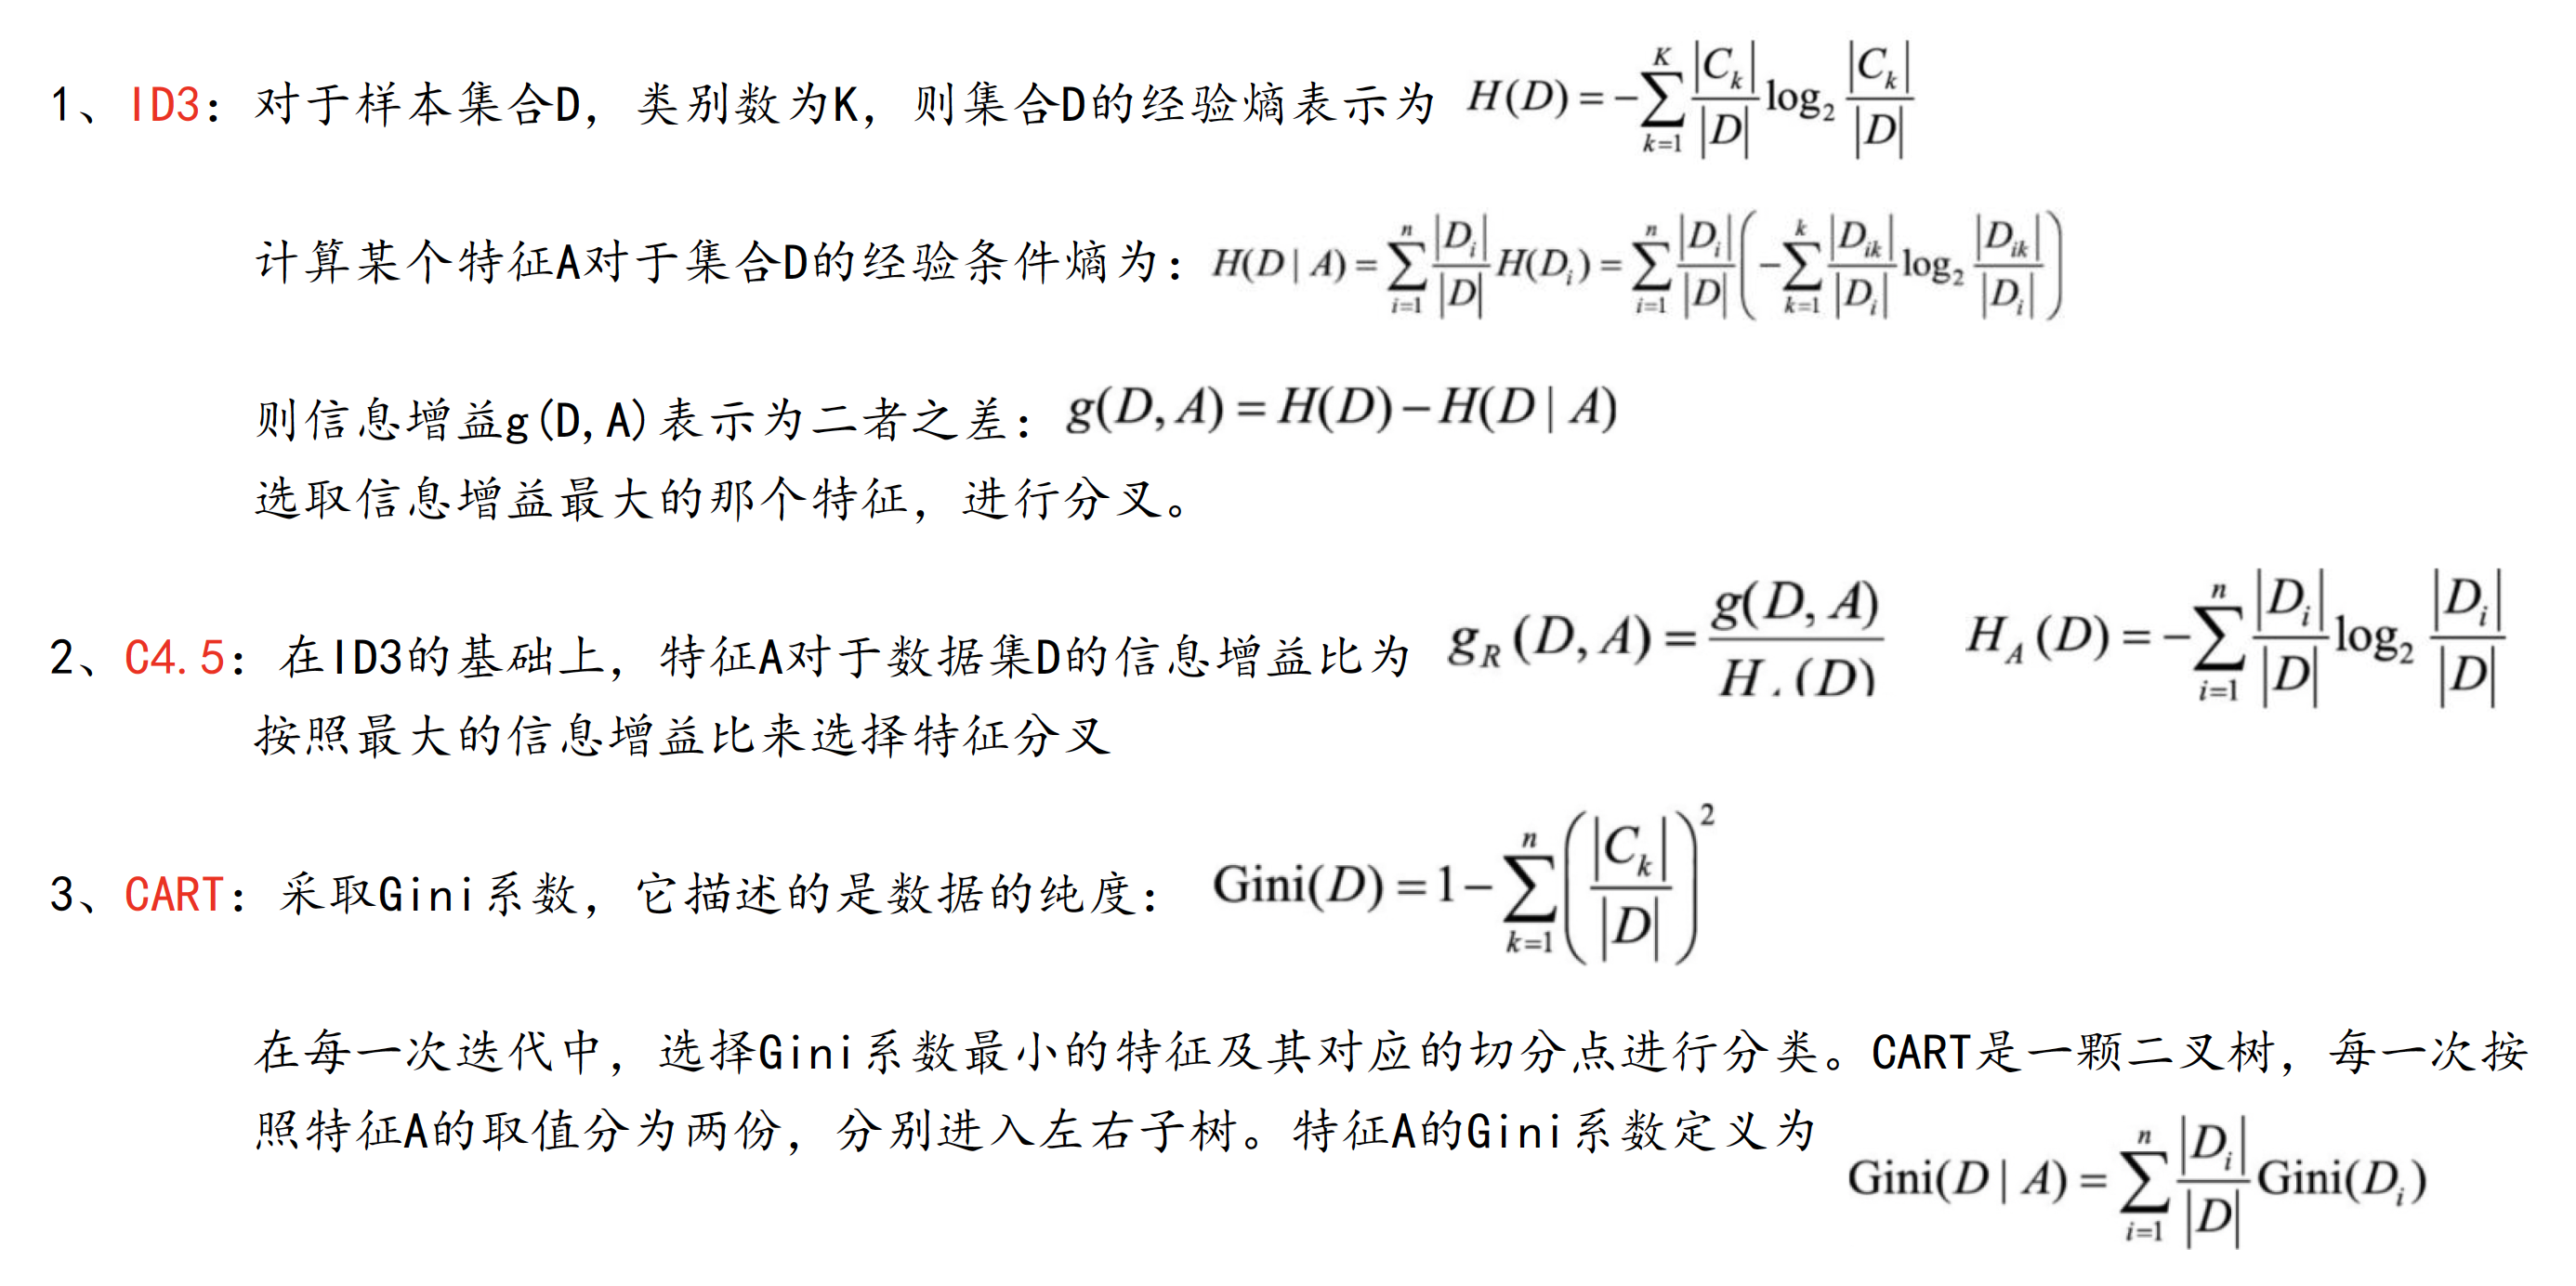 1、ID3：对于样本集合D，类别数为K，则集合D的经验熵表示为 H(D) = -\sum_{k=1}^{K} \frac{|C_k|}{|D|} \log_2 \frac{|C_k|}{|D|}
计算某个特征A对于集合D的经验条件熵为：H(D | A) = \sum_{i=1}^{n} \frac{|D_i|}{|D|} H(D_i) = \sum_{i=1}^{n} \frac{|D_i|}{|D|} \left( -\sum_{k=1}^{k} \frac{|D_{ik}|}{|D_i|} \log_2 \frac{|D_{ik}|}{|D_i|} \right)
则信息增益g(D,A)表示为二者之差：g(D, A) = H(D) - H(D | A)
选取信息增益最大的那个特征，进行分叉。
2、C4.5：在ID3的基础上，特征A对于数据集D的信息增益比为 g_R(D, A) = \frac{g(D, A)}{H_A(D)} H_A(D) = -\sum_{i=1}^{n} \frac{|D_i|}{|D|} \log_2 \frac{|D_i|}{|D|}
按照最大的信息增益比来选择特征分叉
3、CART：采取Gini系数，它描述的是数据的纯度：Gini(D) = 1 - \sum_{k=1}^{n} \left( \frac{|C_k|}{|D|} \right)^2
在每一次迭代中，选择Gini系数最小的特征及其对应的切分点进行分类。CART是一颗二叉树，每一次按
照特征A的取值分为两份，分别进入左右子树。特征A的Gini系数定义为
Gini(D | A) = \sum_{i=1}^{n} \frac{|D_i|}{|D|} Gini(D_i)